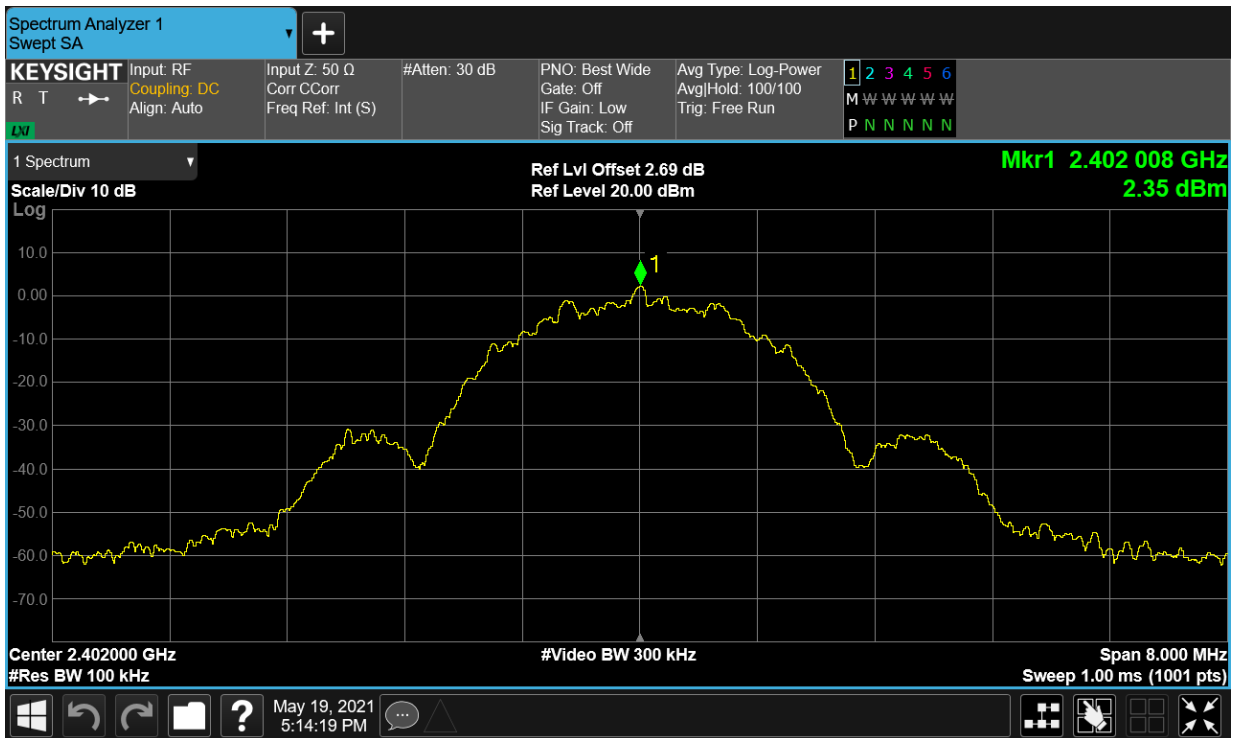 Spectrum Analyzer 1
Swept SA
KEYSIGHT
R T
LXI
Input: RF
Coupling: DC
Align: Auto
Input Z: 50 Ω
Corr CCorr
Freq Ref: Int (S)
#Atten: 30 dB
PNO: Best Wide
Gate: Off
IF Gain: Low
Sig Track: Off
Avg Type: Log-Power
Avg|Hold: 100/100
Trig: Free Run
1 2 3 4 5 6
M W W W W W
P N N N N N
1 Spectrum
Scale/Div 10 dB
Log
Ref Lvl Offset 2.69 dB
Ref Level 20.00 dBm
Mkr1 2.402 008 GHz
2.35 dBm
1
10.0
0.00
-10.0
-20.0
-30.0
-40.0
-50.0
-60.0
-70.0
Center 2.402000 GHz
#Res BW 100 kHz
#Video BW 300 kHz
Span 8.000 MHz
Sweep 1.00 ms (1001 pts)
?
May 19, 2021
5:14:19 PM